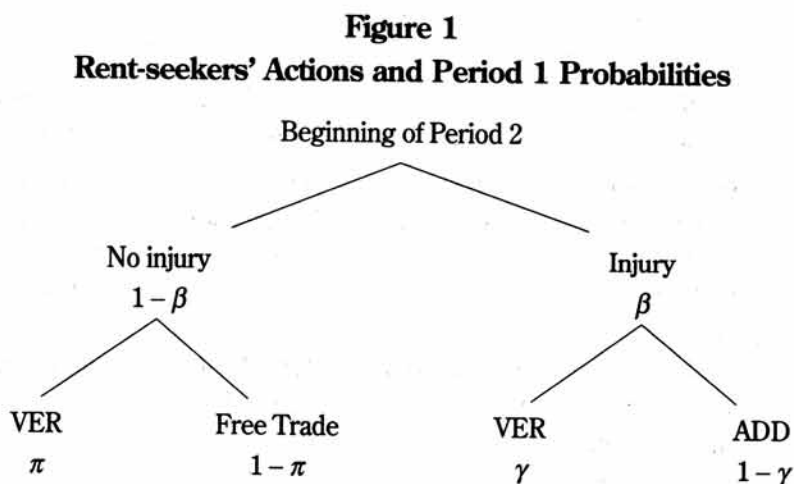 Figure 1
Rent-seekers' Actions and Period 1 Probabilities
Beginning of Period 2
No injury
1 – β
Injury
β
VER
π
Free Trade
1 – π
VER
γ
ADD
1 – γ